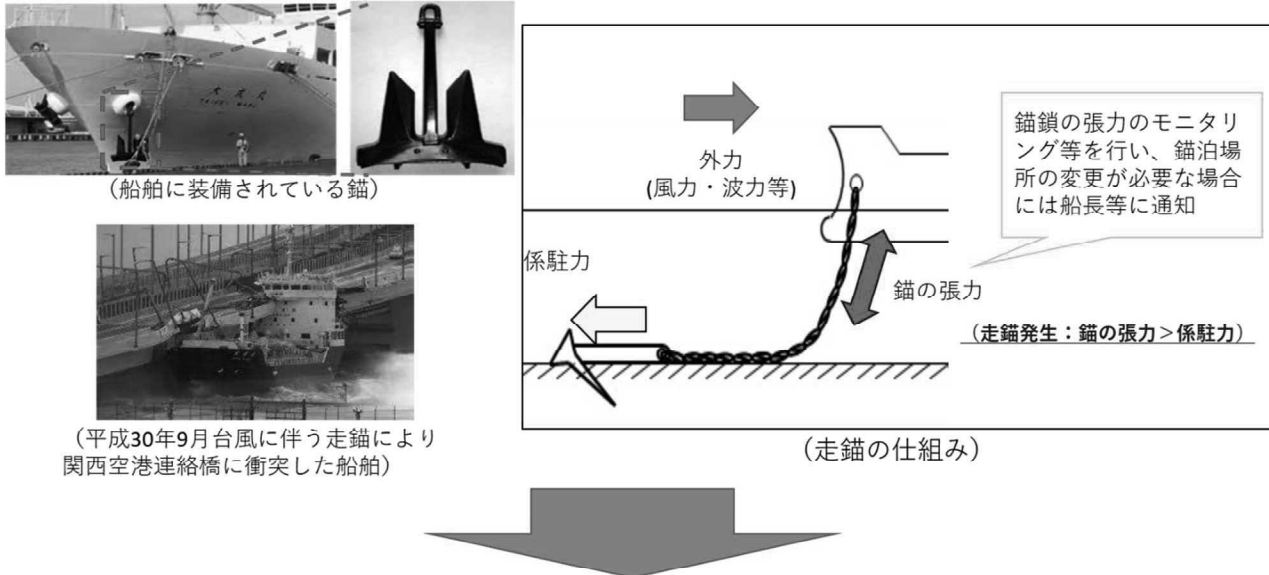 大成丸
TAISEI MARU
（船舶に装備されている錨）
（平成30年9月台風に伴う走錨により
関西空港連絡橋に衝突した船舶）
外力
(風力・波力等)
係駐力
錨の張力
錨鎖の張力のモニタリ
ング等を行い、錨泊場
所の変更が必要な場合
には船長等に通知
（走錨発生：錨の張力＞係駐力）
（走錨の仕組み）